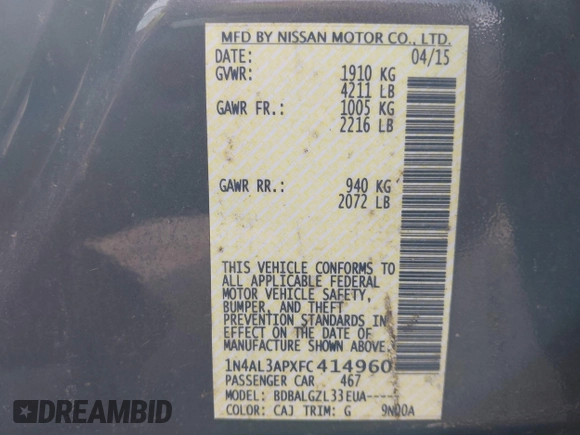 MFD BY NISSAN MOTOR CO., LTD.
DATE: 04/15
GVWR: 1910 KG
4211 LB
GAWR FR.: 1005 KG
2216 LB
GAWR RR.: 940 KG
2072 LB
THIS VEHICLE CONFORMS TO
ALL APPLICABLE FEDERAL
MOTOR VEHICLE SAFETY,
BUMPER, AND THEFT
PREVENTION STANDARDS IN
EFFECT ON THE DATE OF
MANUFACTURE SHOWN ABOVE.
1N4AL3APXFC414960
PASSENGER CAR 467
MODEL: BDBALGZL33EUA-----
COLOR: CAJ TRIM: G 9N00A
REAL CARS BIDFAX